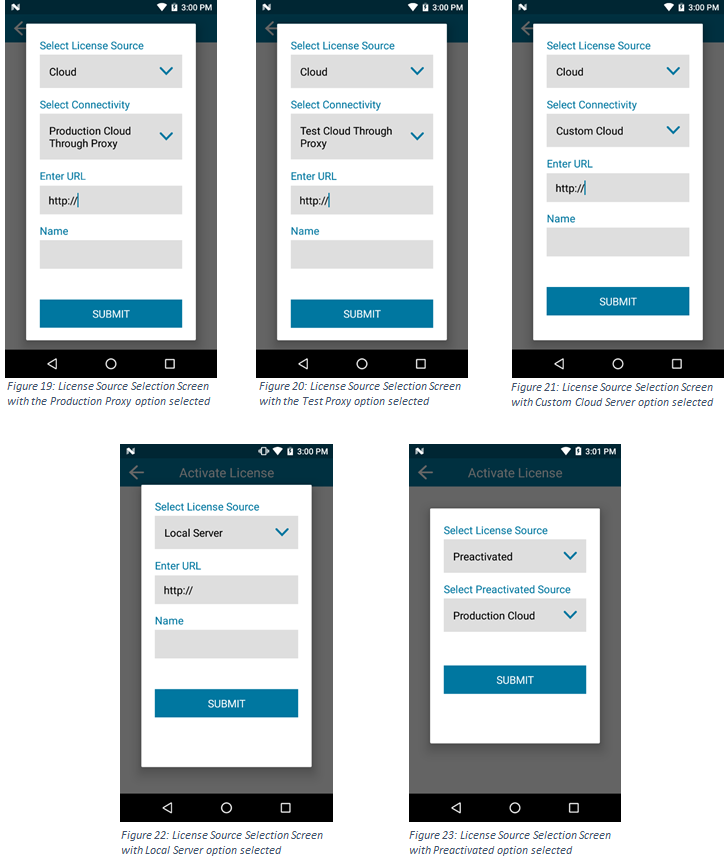 3:00 PM
Select License Source
Cloud
Select Connectivity
Production Cloud
Through Proxy
Enter URL
http://
Name
SUBMIT
Figure 19: License Source Selection Screen
with the Production Proxy option selected
3:00 PM
Select License Source
Cloud
Select Connectivity
Test Cloud Through
Proxy
Enter URL
http://
Name
SUBMIT
Figure 20: License Source Selection Screen
with the Test Proxy option selected
3:00 PM
Select License Source
Cloud
Select Connectivity
Custom Cloud
Enter URL
http://
Name
SUBMIT
Figure 21: License Source Selection Screen
with Custom Cloud Server option selected
3:00 PM
Activate License
Select License Source
Local Server
Enter URL
http://
Name
SUBMIT
Figure 22: License Source Selection Screen
with Local Server option selected
3:01 PM
Activate License
Select License Source
Preactivated
Select Preactivated Source
Production Cloud
SUBMIT
Figure 23: License Source Selection Screen
with Preactivated option selected